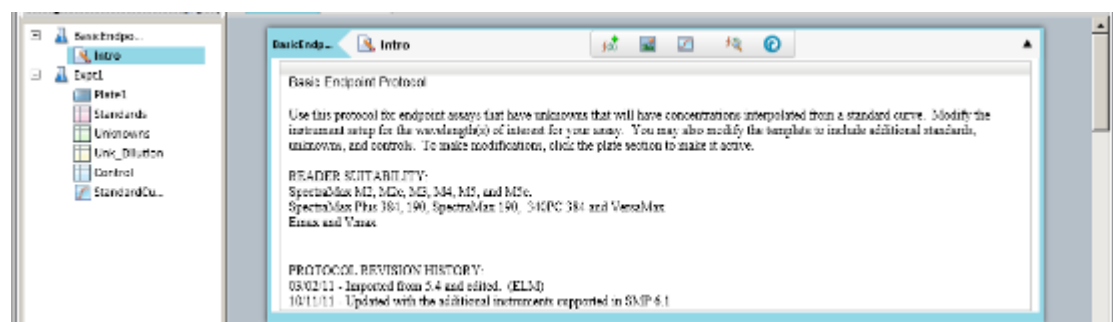 BasicEndpo...
Intro
Expt1
Plate1
Standards
Unknowns
Unk_Dilution
Control
StandardCu...
BasicEndp...
Intro
Basic Endpoint Protocol
Use this protocol for endpoint assays that have unknowns that will have concentrations interpolated from a standard curve. Modify the
instrument setup for the wavelength(s) of interest for your assay. You may also modify the template to include additional standards,
unknowns, and controls. To make modifications, click the plate section to make it active.
READER SUITABILITY:
SpectraMax M2, M2e, M3, M4, M5, and M5e.
SpectraMax Plus 384, 190, SpectraMax 190, 340PC 384 and VersaMax
Emax and Vmax
PROTOCOL REVISION HISTORY:
03/02/11 - Imported from 5.4 and edited. (ELM)
10/11/11 - Updated with the additional instruments supported in SMP 6.1